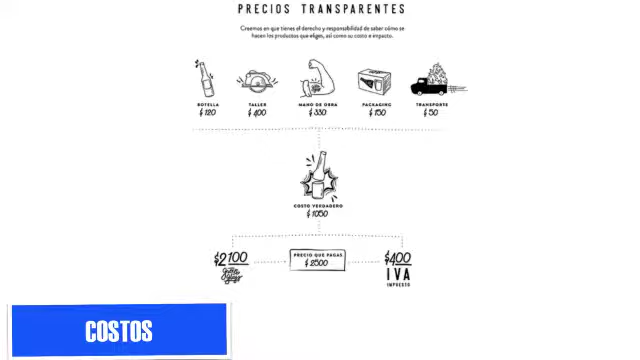 PRECIOS TRANSPARENTES
Creemos en que tienes el derecho y responsabilidad de saber cómo se
hacen los productos que eliges, así como su costo e impacto.
BOTELLA
$ 120
TALLER
$ 400
MANO DE OBRA
$ 330
PACKAGING
$ 150
TRANSPORTE
$ 50
COSTO VERDADERO
$ 1050
$2100
PRECIO QUE PAGAS
$ 2500
$400
IVA
IMPUESTO
COSTOS